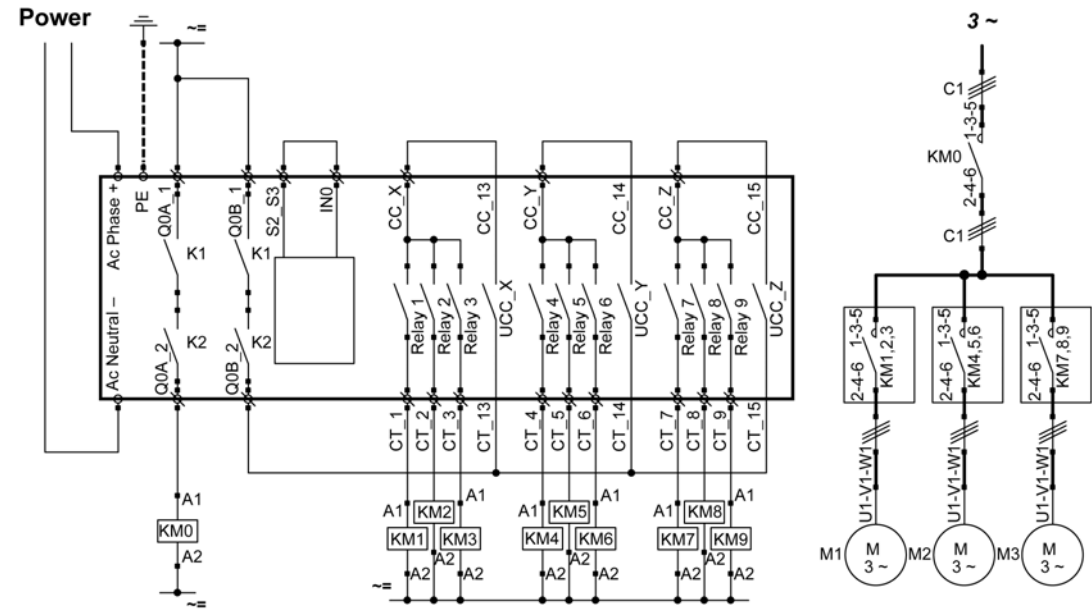 Power
~=
3 ~
C1
1-3-5
KM0
2-4-6
C1
Ac Phase +
PE
Q0A_1
Q0B_1
S2_S3
IN0
CC_X
CC_13
CC_Y
CC_14
CC_Z
CC_15
K1
K1
Relay 1
Relay 2
Relay 3
UCC_X
Relay 4
Relay 5
Relay 6
UCC_Y
Relay 7
Relay 8
Relay 9
UCC_Z
K2
K2
Ac Neutral –
Q0A_2
Q0B_2
1-3-5
2-4-6
KM1,2,3
1-3-5
2-4-6
KM4,5,6
1-3-5
2-4-6
KM7,8,9
CT_1
CT_2
CT_3
CT_13
CT_4
CT_5
CT_6
CT_14
CT_7
CT_8
CT_9
CT_15
U1-V1-W1
U1-V1-W1
U1-V1-W1
A1
KM0
A2
~=
A1
KM2
A1
KM1
KM3
A2
A2
A2
A1
KM5
A1
KM4
KM6
A2
A2
A2
A1
KM8
A1
KM7
KM9
A2
A2
A2
~=
M1
M
3 ~
M2
M
3 ~
M3
M
3 ~